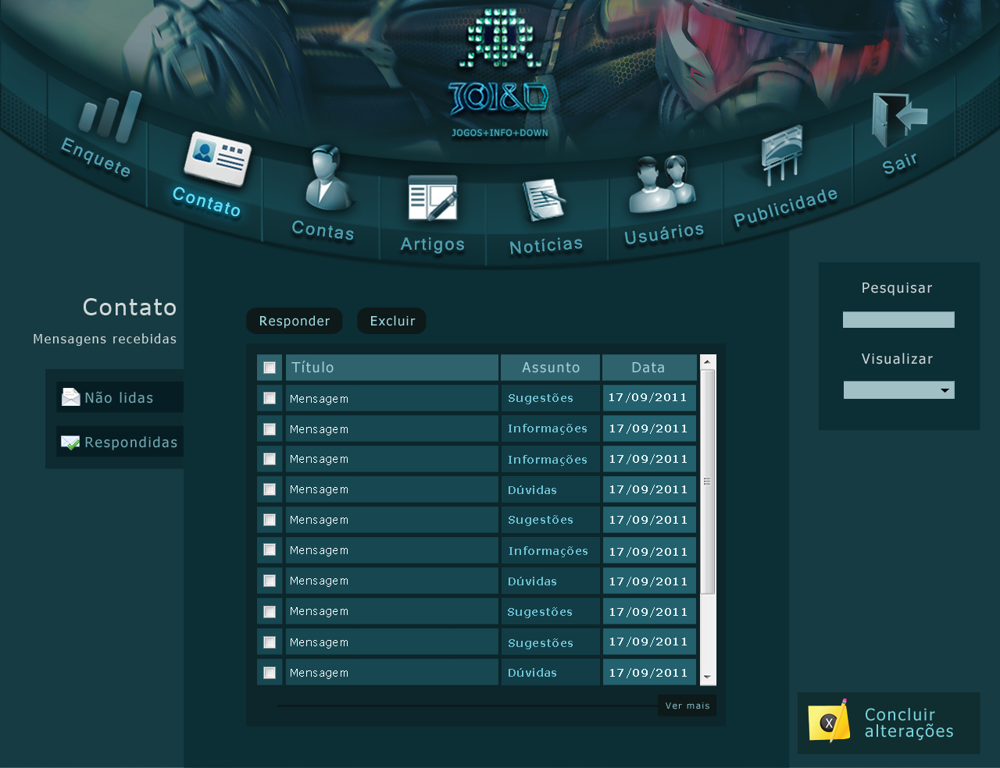 JOI&D
JOGOS+INFO+DOWN
Enquete
Contato
Contas
Artigos
Notícias
Usuários
Publicidade
Sair
Contato
Mensagens recebidas
Não lidas
Respondidas
Responder Excluir
Título Assunto Data
Mensagem Sugestões 17/09/2011
Mensagem Informações 17/09/2011
Mensagem Informações 17/09/2011
Mensagem Dúvidas 17/09/2011
Mensagem Sugestões 17/09/2011
Mensagem Informações 17/09/2011
Mensagem Dúvidas 17/09/2011
Mensagem Sugestões 17/09/2011
Mensagem Sugestões 17/09/2011
Mensagem Dúvidas 17/09/2011
Ver mais
Pesquisar
Visualizar
X
Concluir
alterações